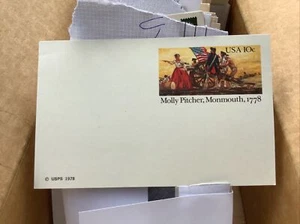 USA 10c
Molly Pitcher, Monmouth, 1778
© USPS 1978